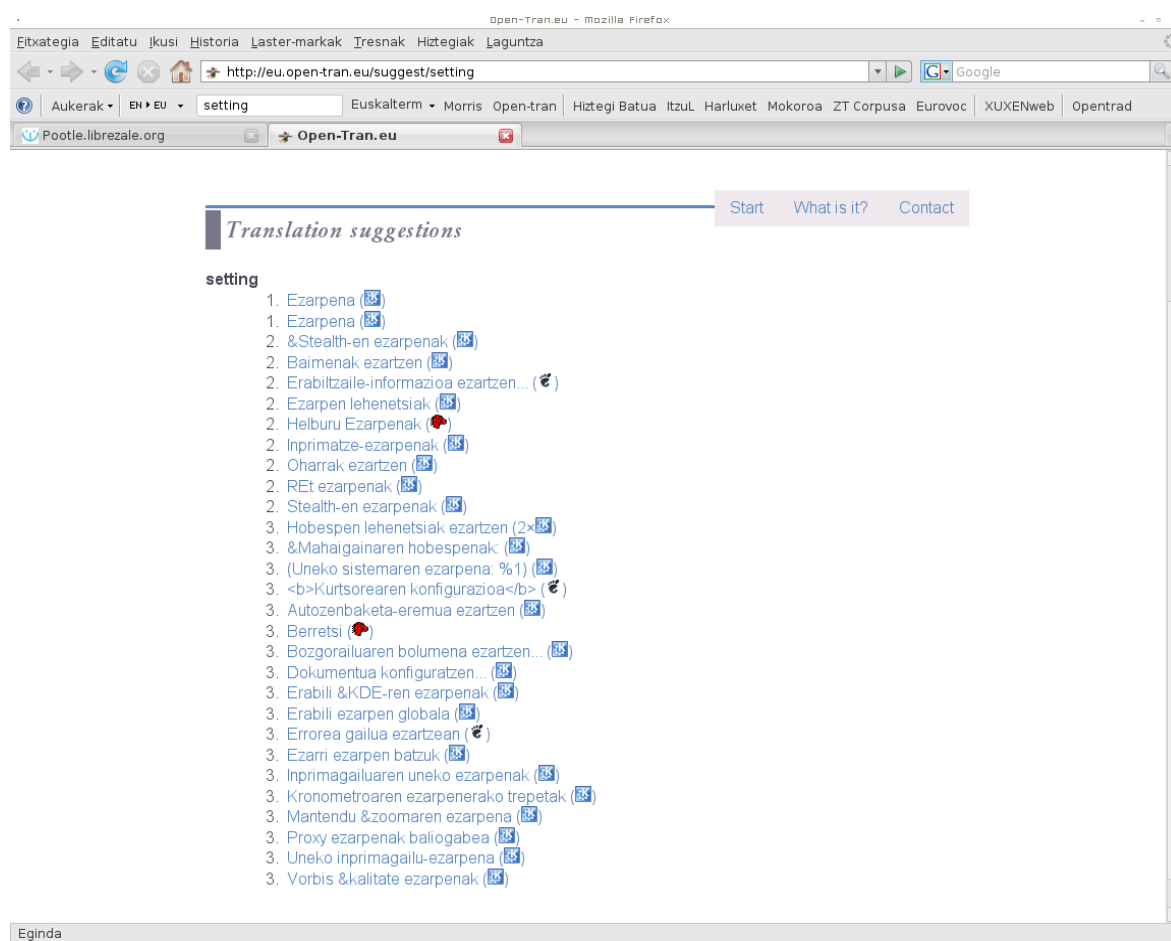 Open-Tran.eu - Mozilla Firefox
Fitxategia Editatu Ikusi Historia Laster-markak Tresnak Hiztegiak Laguntza
http://eu.open-tran.eu/suggest/setting G Google
Aukerak EN EU setting Euskalterm Morris Open-tran Hiztegi Batua ItzuL Harluxet Mokoroa ZT Corpusa Eurovoc XUXENweb Opentrad
Pootle.librezale.org Open-Tran.eu
Start What is it? Contact
Translation suggestions
setting
1. Ezarpena ()
1. Ezarpena ()
2. &Stealth-en ezarpenak ()
2. Baimenak ezartzen ()
2. Erabiltzaile-informazioa ezartzen... ()
2. Ezarpen lehenetsiak ()
2. Helburu Ezarpenak ()
2. Inprimatze-ezarpenak ()
2. Oharrak ezartzen ()
2. REt ezarpenak ()
2. Stealth-en ezarpenak ()
3. Hobespen lehenetsiak ezartzen (2×)
3. &Mahaigainaren hobespenak: ()
3. (Uneko sistemaren ezarpena: %1) ()
3. <b>Kurtsorearen konfigurazioa</b> ()
3. Autozenbaketa-eremua ezartzen ()
3. Berretsi ()
3. Bozgorailuaren bolumena ezartzen... ()
3. Dokumentua konfiguratzen... ()
3. Erabili &KDE-ren ezarpenak ()
3. Erabili ezarpen globala ()
3. Errorea gailua ezartzean ()
3. Ezarri ezarpen batzuk ()
3. Inprimagailuaren uneko ezarpenak ()
3. Kronometroaren ezarpenerako trepetak ()
3. Mantendu &zoomaren ezarpena ()
3. Proxy ezarpenak baliogabea ()
3. Uneko inprimagailu-ezarpena ()
3. Vorbis &kalitate ezarpenak ()
Eginda